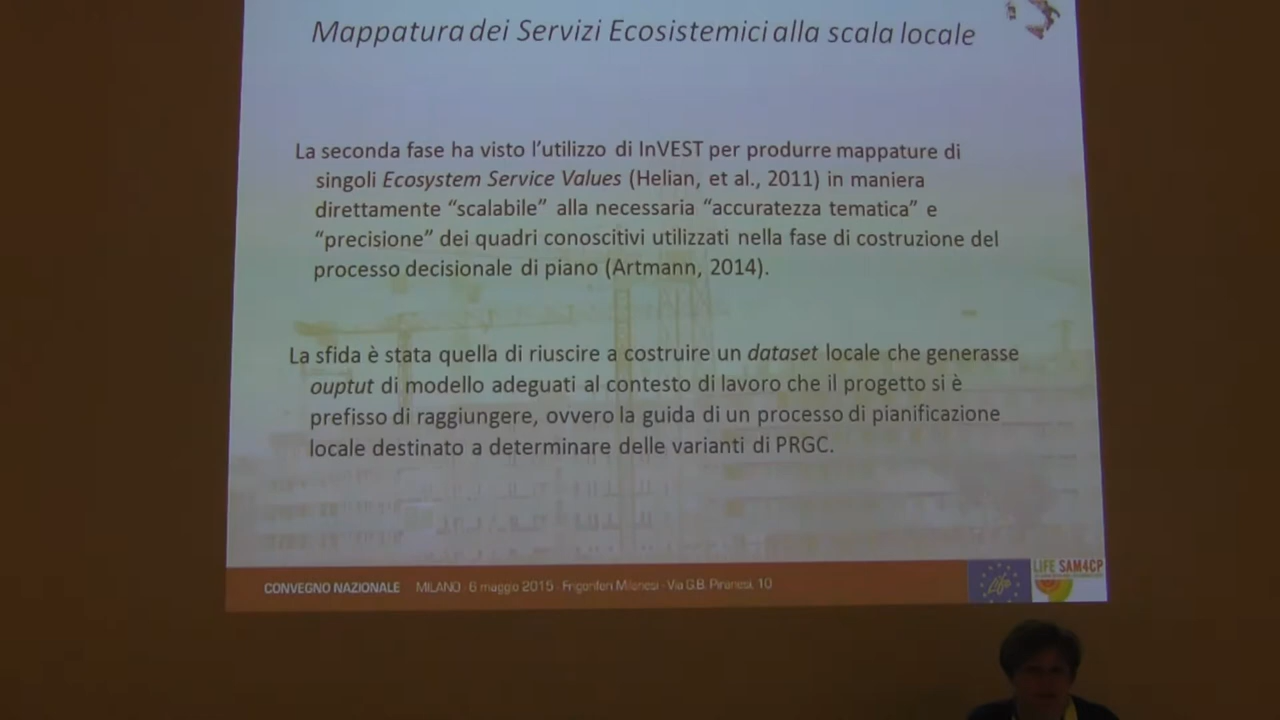 Mappatura dei Servizi Ecosistemici alla scala locale
La seconda fase ha visto l'utilizzo di InVEST per produrre mappature di
singoli Ecosystem Service Values (Helian, et al., 2011) in maniera
direttamente "scalabile" alla necessaria "accuratezza tematica" e
"precisione" dei quadri conoscitivi utilizzati nella fase di costruzione del
processo decisionale di piano (Artmann, 2014).
La sfida è stata quella di riuscire a costruire un dataset locale che generasse
ouptut di modello adeguati al contesto di lavoro che il progetto si è
prefisso di raggiungere, ovvero la guida di un processo di pianificazione
locale destinato a determinare delle varianti di PRGC.
CONVEGNO NAZIONALE MILANO - 6 maggio 2015 - Frigoriferi Milanesi - Via G.B. Piranesi, 10
Life
LIFE SAM4CP